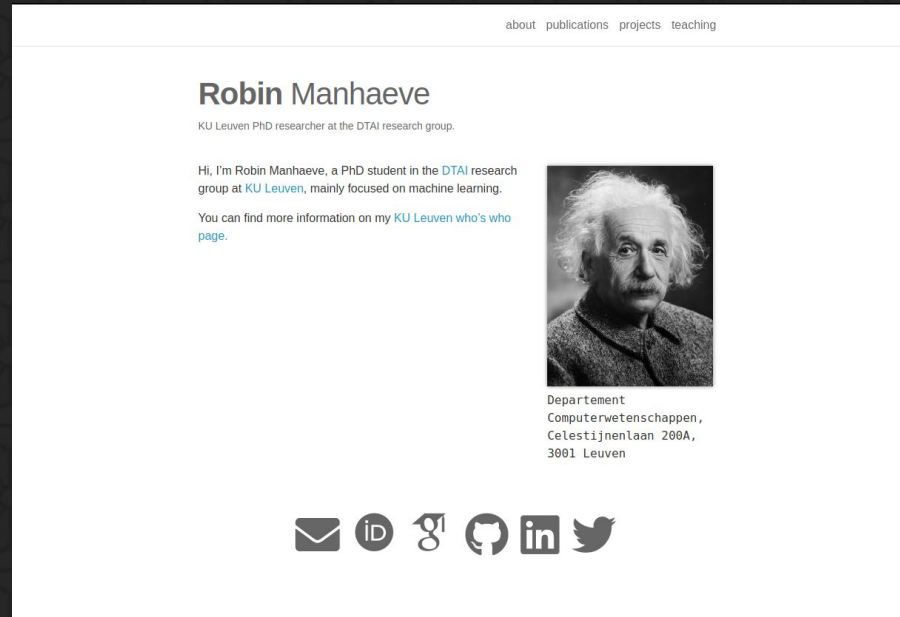 about publications projects teaching
Robin Manhaeve
KU Leuven PhD researcher at the DTAI research group.
Hi, I'm Robin Manhaeve, a PhD student in the DTAI research
group at KU Leuven, mainly focused on machine learning.
You can find more information on my KU Leuven who's who
page.
Departement
Computerwetenschappen,
Celestijnenlaan 200A,
3001 Leuven
iD
g
in